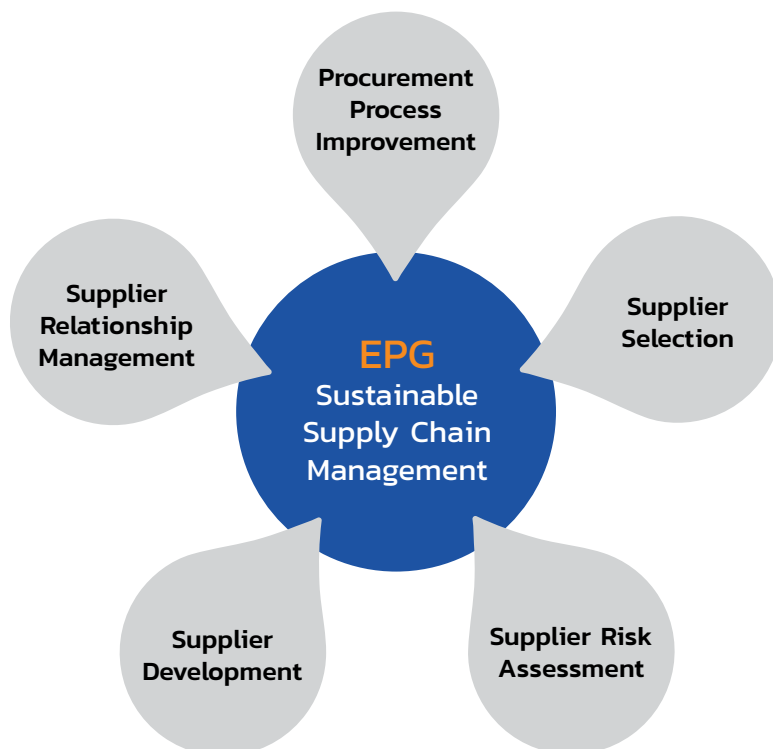 Procurement
Process
Improvement
Supplier
Selection
Supplier Risk
Assessment
Supplier
Development
Supplier
Relationship
Management
EPG
Sustainable
Supply Chain
Management